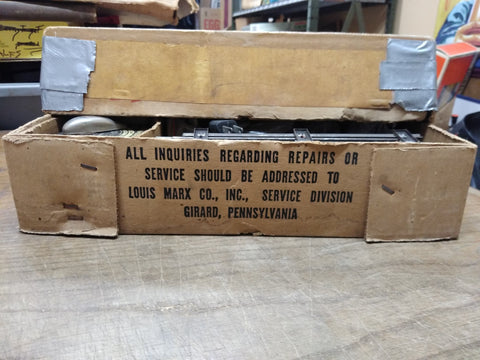 ALL INQUIRIES REGARDING REPAIRS OR
SERVICE SHOULD BE ADDRESSED TO
LOUIS MARX CO., INC., SERVICE DIVISION
GIRARD, PENNSYLVANIA